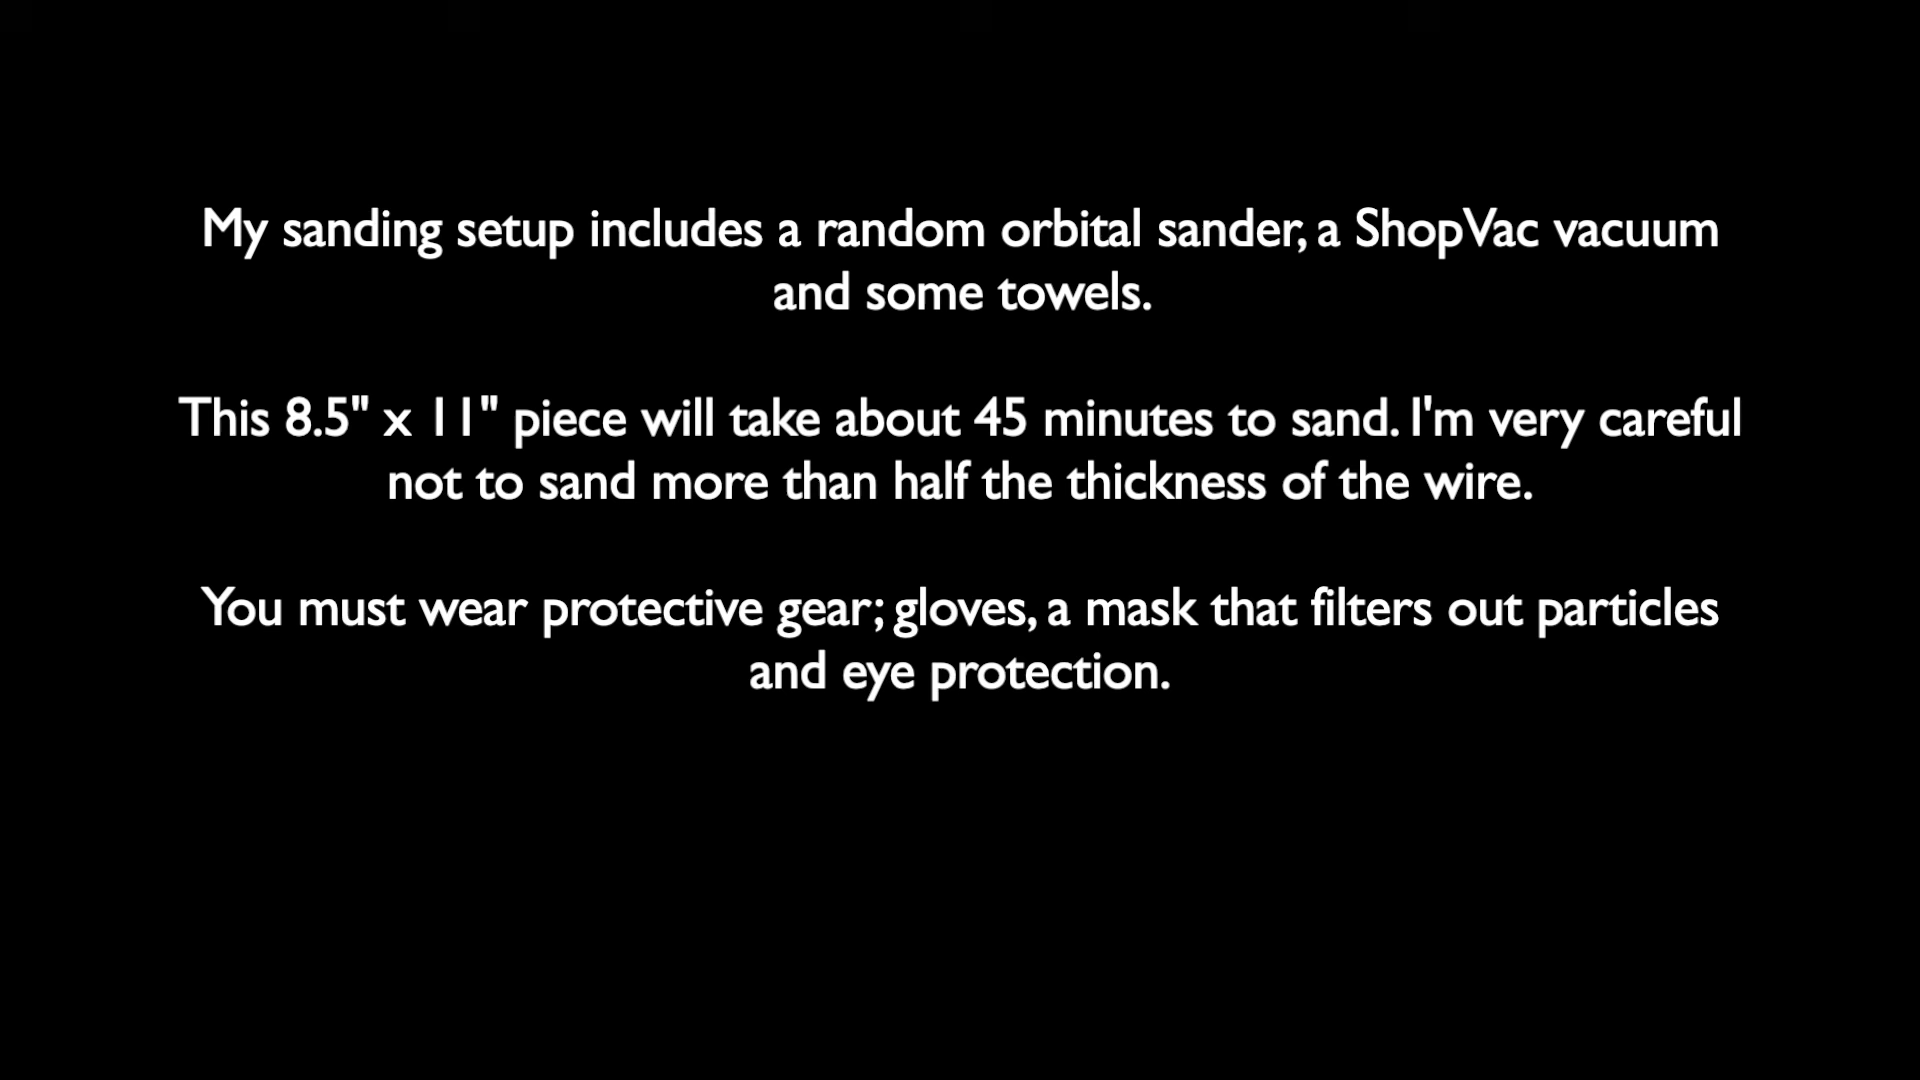 My sanding setup includes a random orbital sander, a ShopVac vacuum
and some towels.
This 8.5" x 11" piece will take about 45 minutes to sand. I'm very careful
not to sand more than half the thickness of the wire.
You must wear protective gear; gloves, a mask that filters out particles
and eye protection.